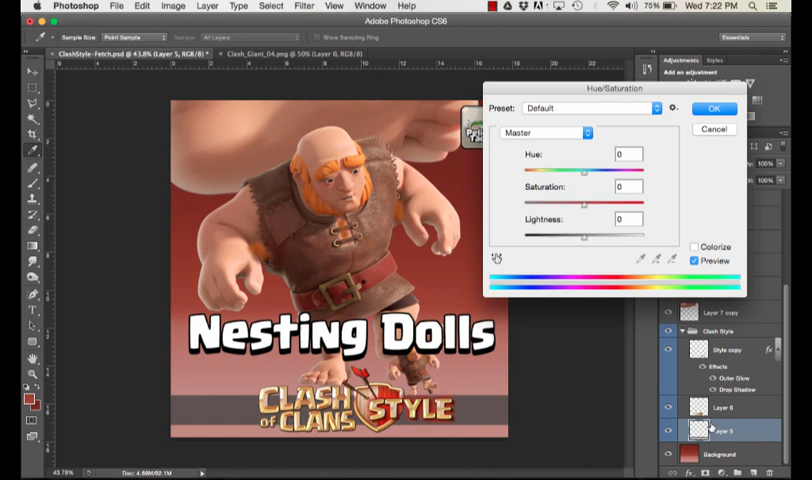 Photoshop File Edit Image Layer Type Select Filter View Window Help 75% Wed 7:22 PM
Adobe Photoshop CS6
Sample Size: Point Sample Sample: All Layers Show Sampling Ring Essentials
ClashStyle-Fetch.psd @ 43.8% (Layer 5, RGB/8) * Clash_Giant_04.png @ 50% (Layer 0, RGB/8)
Adjustments Styles
Add an adjustment
Hue/Saturation
Preset: Default OK
Master Cancel
Hue: 0
Saturation: 0
Lightness: 0
Colorize
Preview
Nesting Dolls
CLASH
of CLANS
STYLE
Layer 7 copy
Clash Style
Style copy fx
Effects
Outer Glow
Drop Shadow
Layer 6
Layer 5
Background
43.78% Doc: 4.69M/82.1M